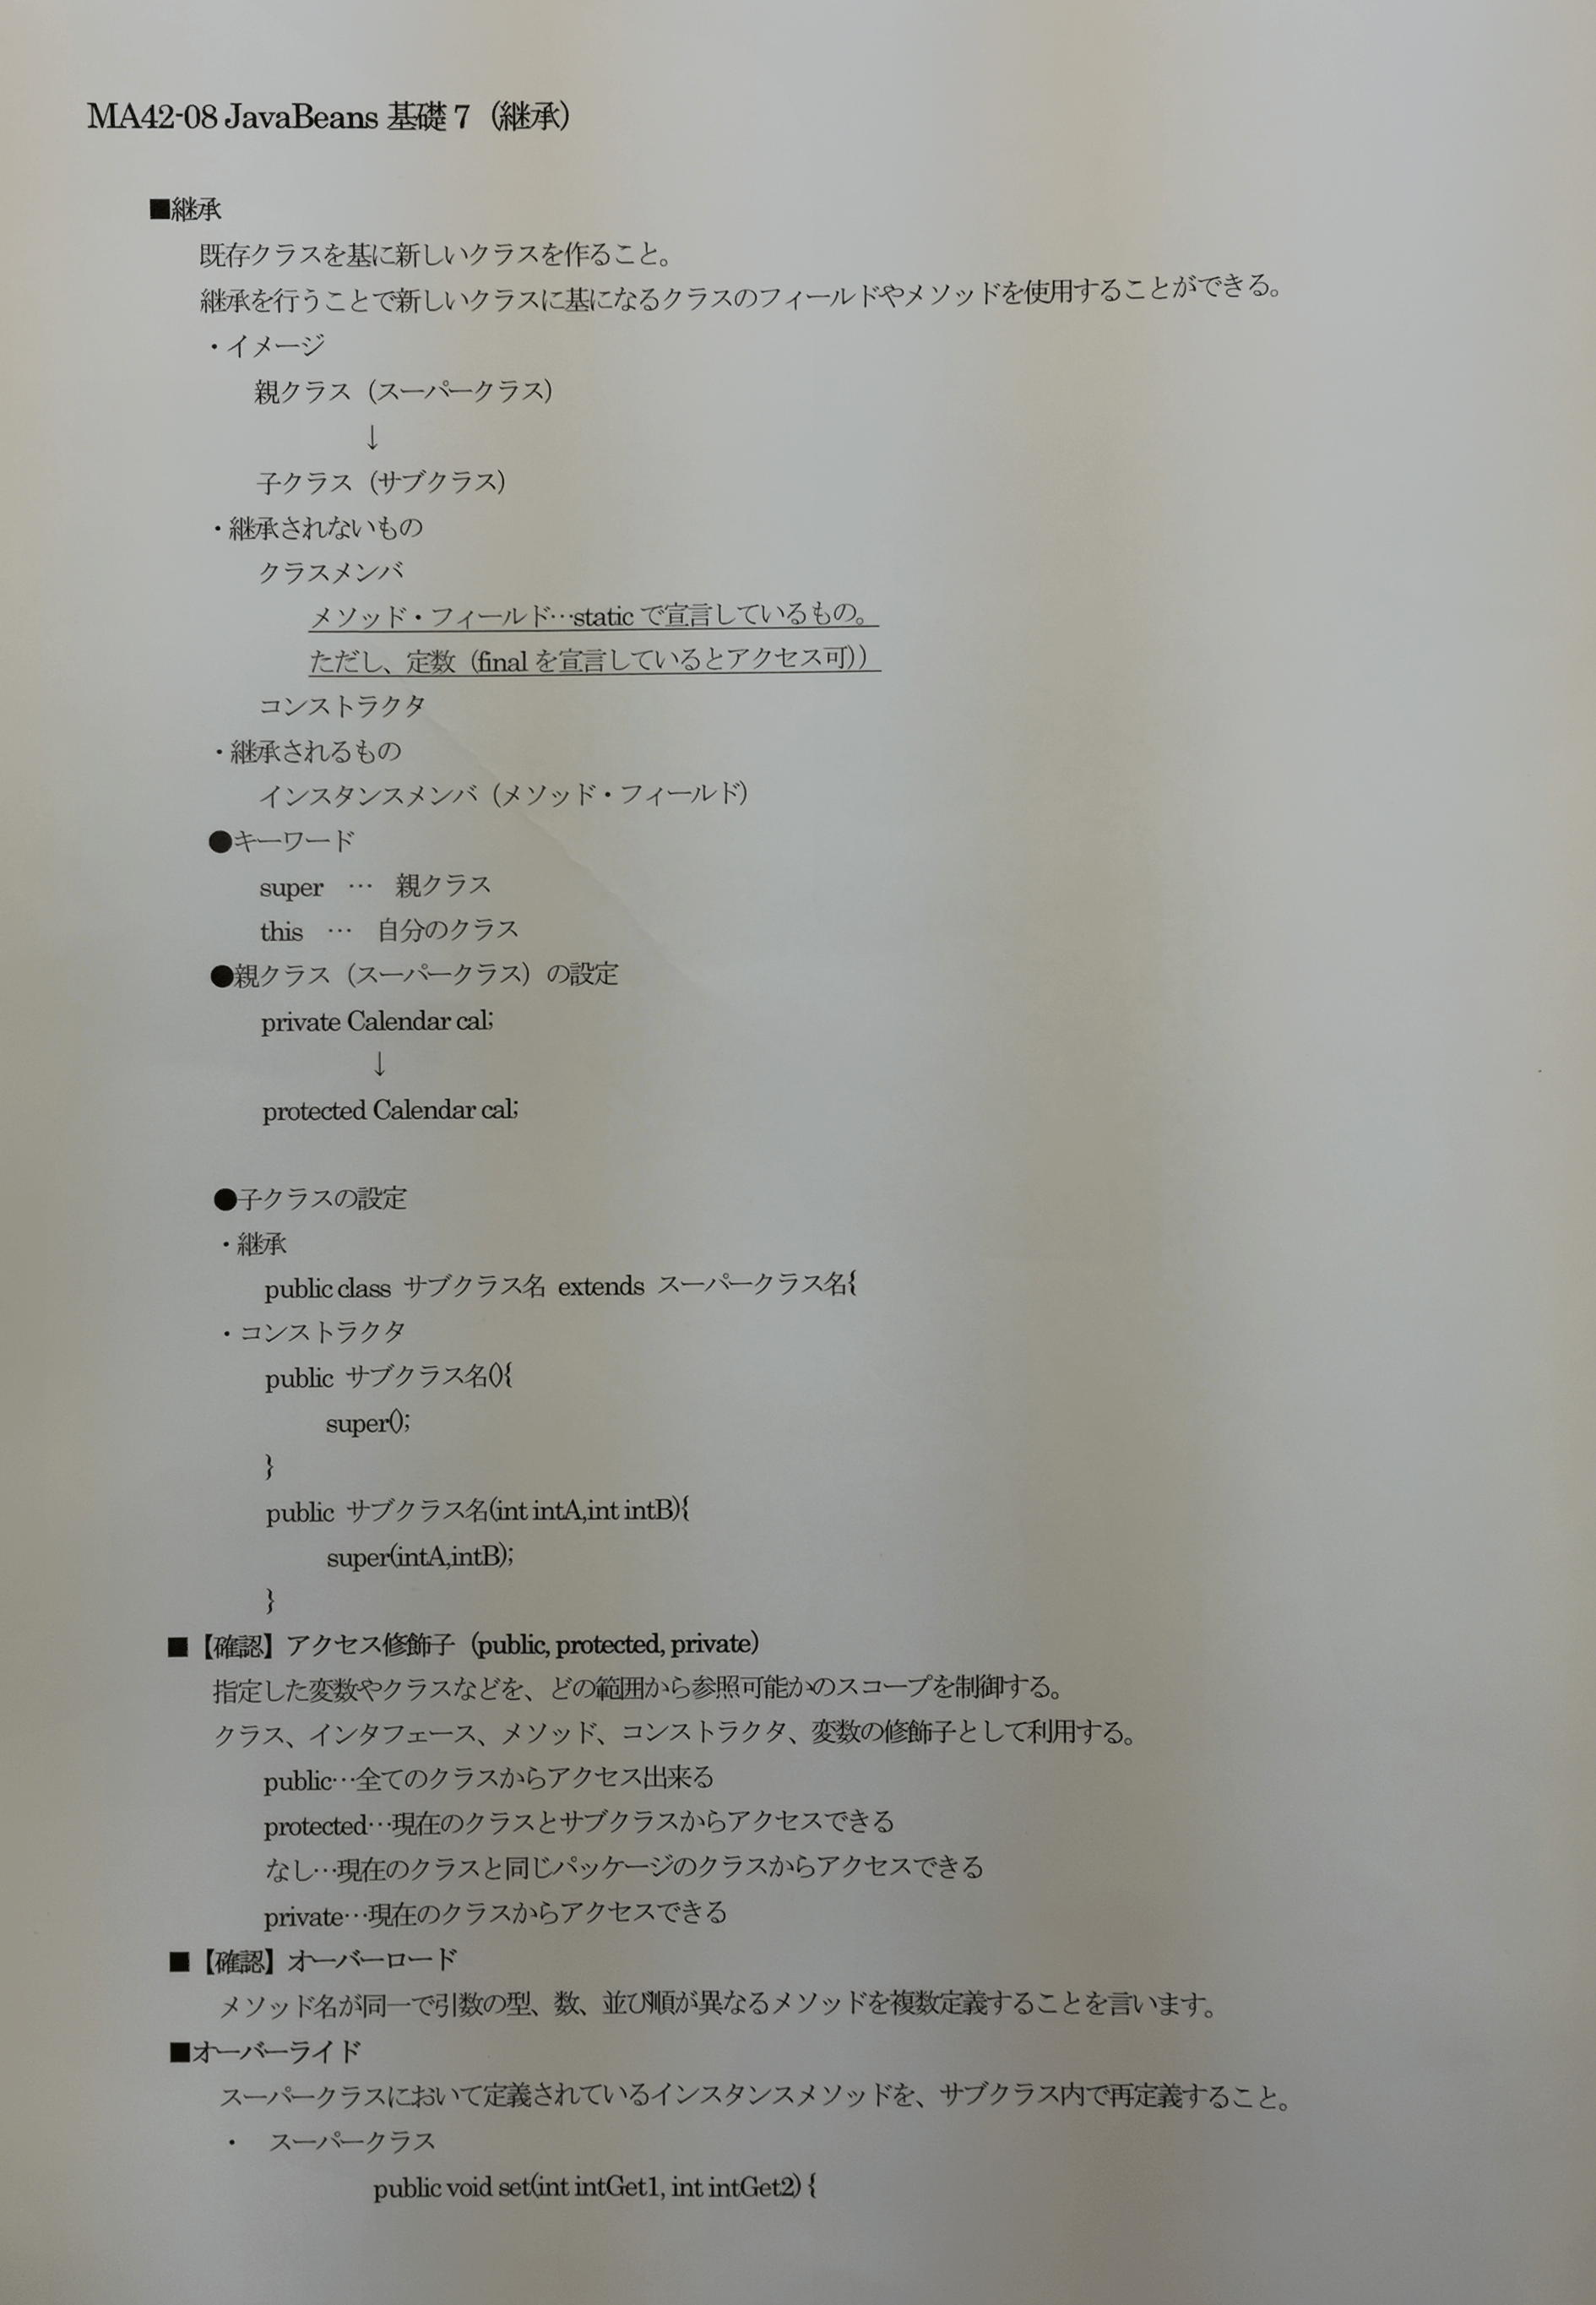 MA42-08 JavaBeans 基礎 7（継承）
■継承
既存クラスを基に新しいクラスを作ること。
継承を行うことで新しいクラスに基になるクラスのフィールドやメソッドを使用することができる。
・イメージ
親クラス（スーパークラス）
↓
子クラス（サブクラス）
・継承されないもの
クラスメンバ
メソッド・フィールド…static で宣言しているもの。
ただし、定数（final を宣言しているとアクセス可））
コンストラクタ
・継承されるもの
インスタンスメンバ（メソッド・フィールド）
●キーワード
super … 親クラス
this … 自分のクラス
●親クラス（スーパークラス）の設定
private Calendar cal;
↓
protected Calendar cal;
●子クラスの設定
・継承
public class サブクラス名 extends スーパークラス名{
・コンストラクタ
public サブクラス名(){
super();
}
public サブクラス名(int intA,int intB){
super(intA,intB);
}
■【確認】アクセス修飾子（public, protected, private）
指定した変数やクラスなどを、どの範囲から参照可能かのスコープを制御する。
クラス、インタフェース、メソッド、コンストラクタ、変数の修飾子として利用する。
public…全てのクラスからアクセス出来る
protected…現在のクラスとサブクラスからアクセスできる
なし…現在のクラスと同じパッケージのクラスからアクセスできる
private…現在のクラスからアクセスできる
■【確認】オーバーロード
メソッド名が同一で引数の型、数、並び順が異なるメソッドを複数定義することを言います。
■オーバーライド
スーパークラスにおいて定義されているインスタンスメソッドを、サブクラス内で再定義すること。
・ スーパークラス
public void set(int intGet1, int intGet2) {